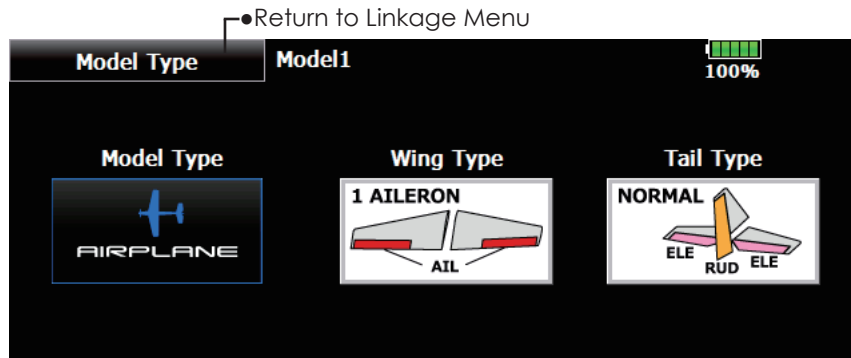 ●Return to Linkage Menu
Model Type
Model1
100%
Model Type
Wing Type
Tail Type
AIRPLANE
1 AILERON
AIL
NORMAL
ELE
RUD
ELE